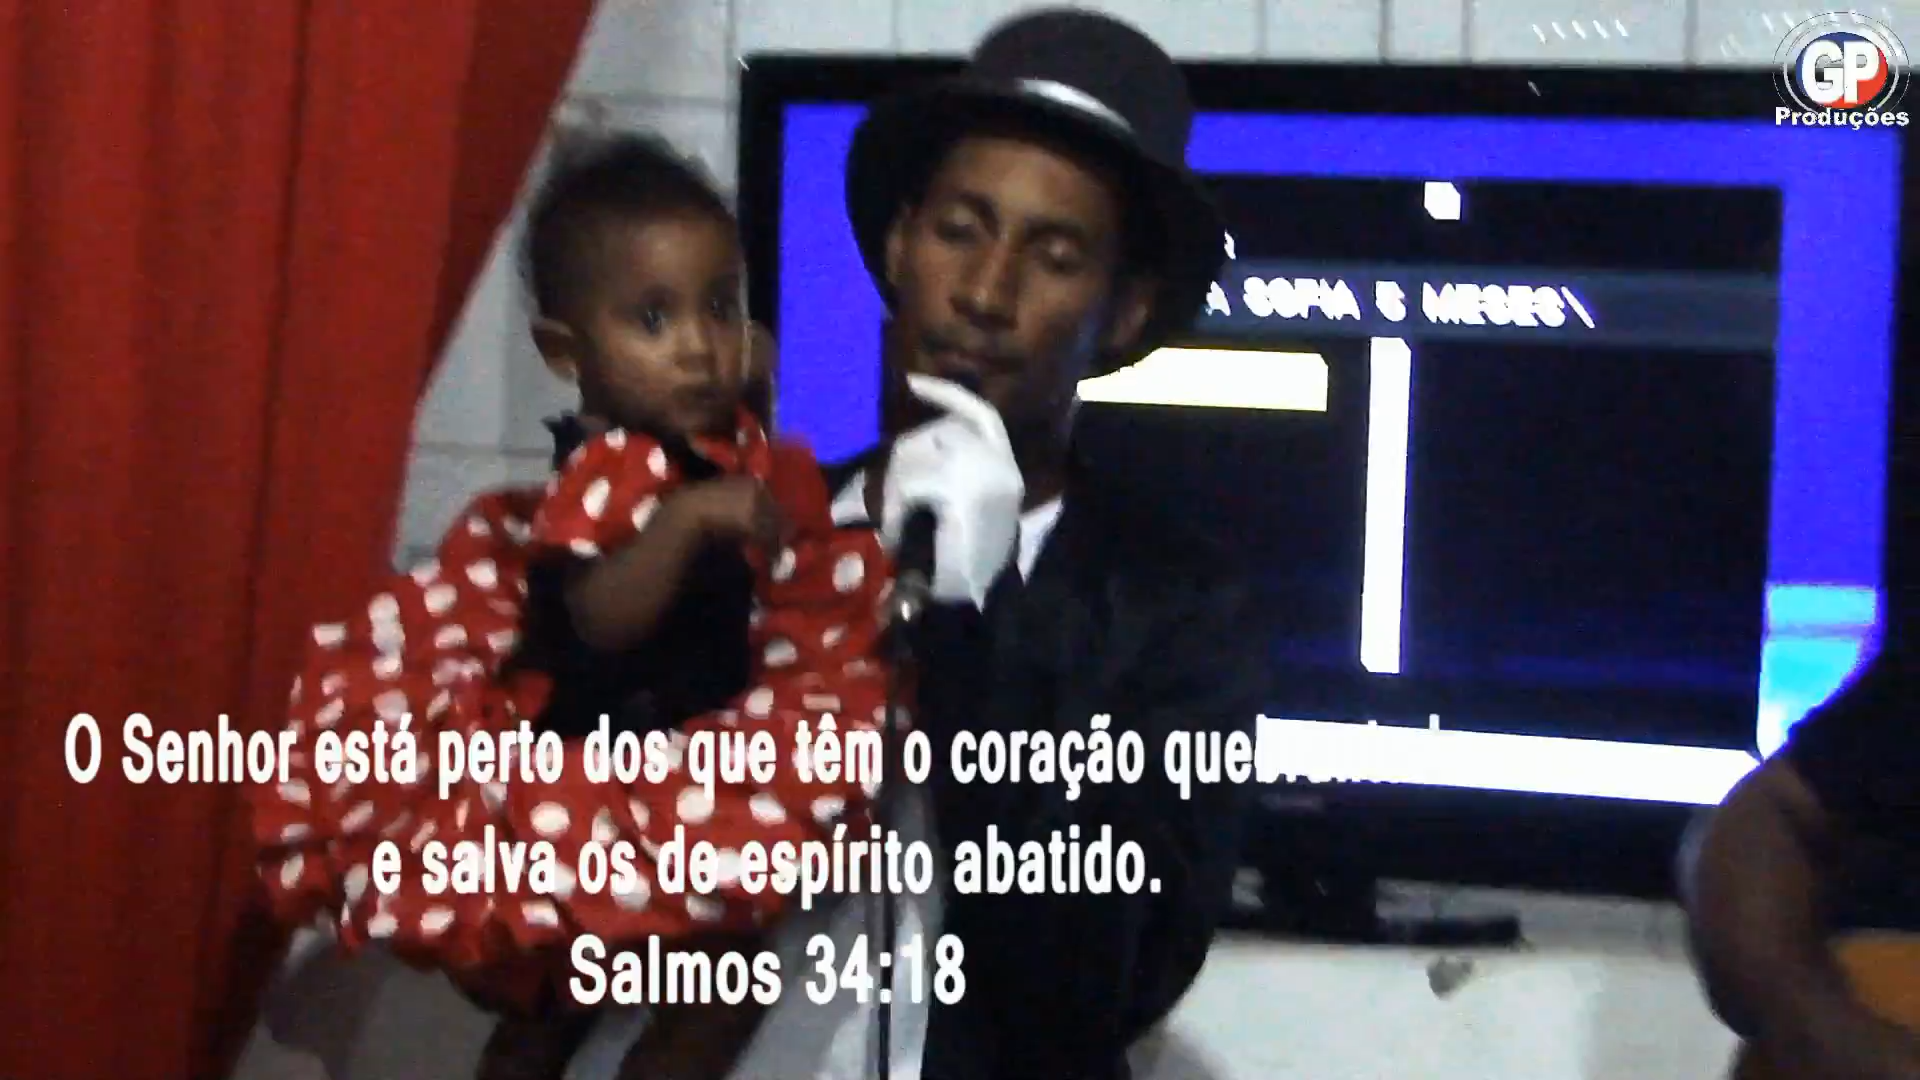 GP
Produções
A SOFIA 5 MESES\
O Senhor está perto dos que têm o coração
e salva os de espírito abatido.
Salmos 34:18